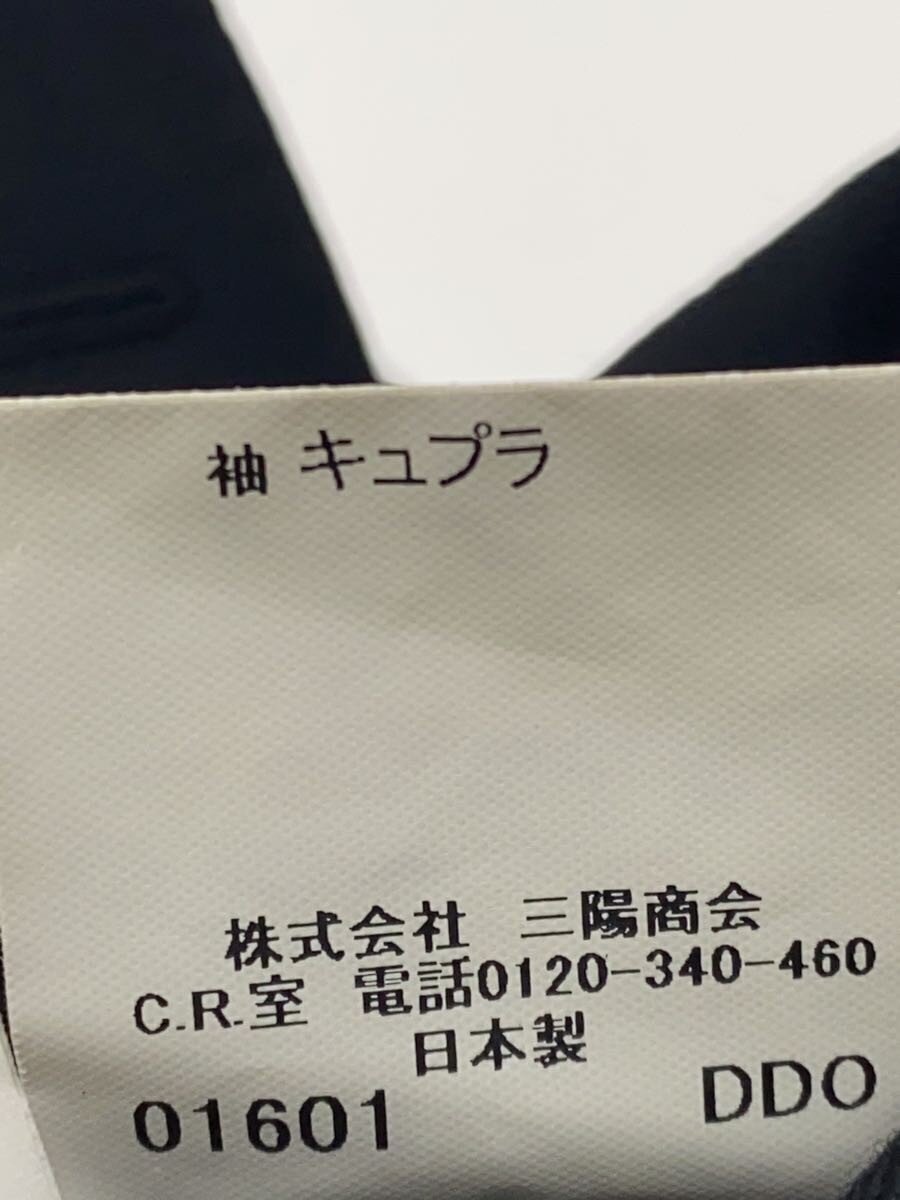 袖 キュプラ
株式会社 三陽商会
C.R.室 電話0120-340-460
日本製
01601 DDO